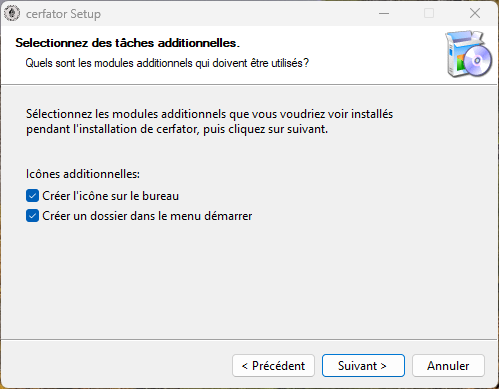 cerfator Setup
Selectionnez des tâches additionnelles.
Quels sont les modules additionnels qui doivent être utilisés?
Sélectionnez les modules additionnels que vous voudriez voir installés
pendant l'installation de cerfator, puis cliquez sur suivant.
Icônes additionnelles:
Créer l'icône sur le bureau
Créer un dossier dans le menu démarrer
< Précédent
Suivant >
Annuler